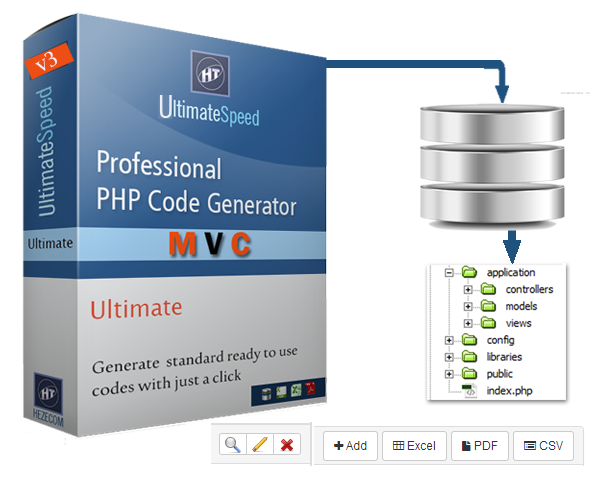 v3
UltimateSpeed
Ultimate
HT
HEZECOM
HT
UltimateSpeed
Professional
PHP Code Generator
MVC
Ultimate
Generate standard ready to use
codes with just a click
application
controllers
models
views
config
libraries
public
index.php
Add
Excel
PDF
CSV